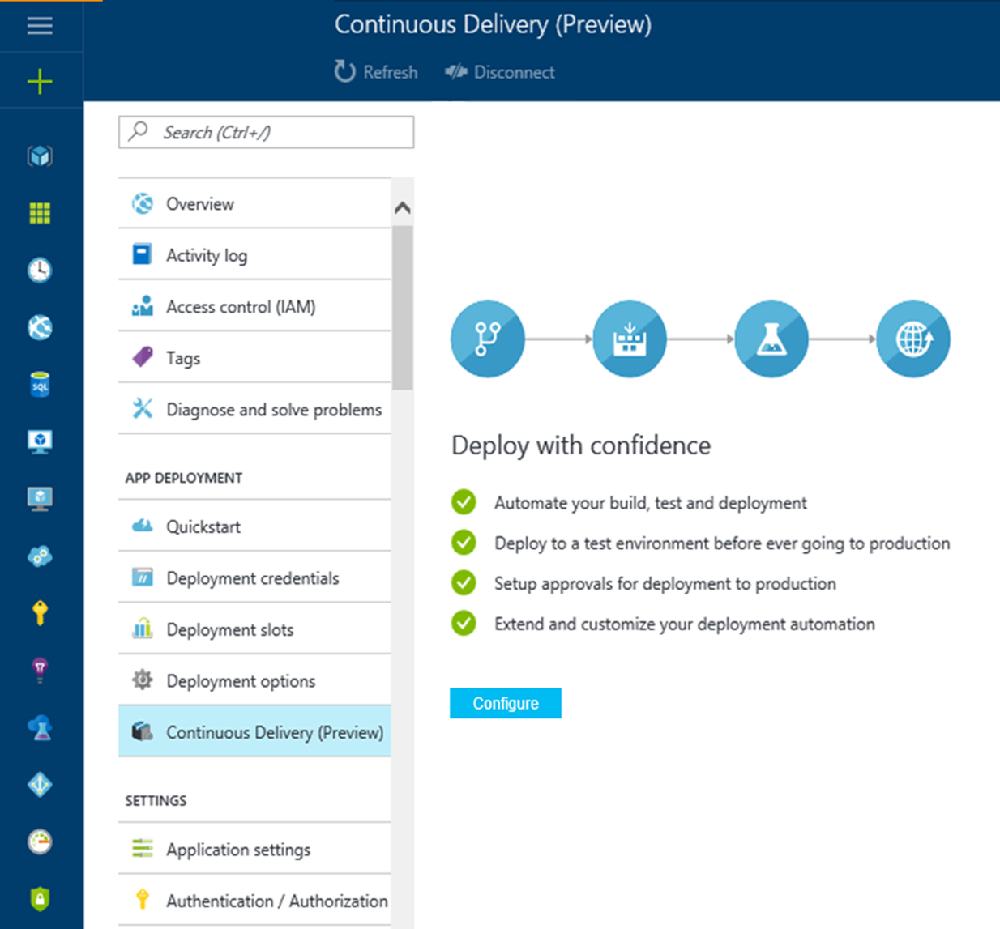 Continuous Delivery (Preview)
Refresh Disconnect
Search (Ctrl+/)
Overview
Activity log
Access control (IAM)
Tags
Diagnose and solve problems
APP DEPLOYMENT
Quickstart
Deployment credentials
Deployment slots
Deployment options
Continuous Delivery (Preview)
SETTINGS
Application settings
Authentication / Authorization
SQL
Deploy with confidence
Automate your build, test and deployment
Deploy to a test environment before ever going to production
Setup approvals for deployment to production
Extend and customize your deployment automation
Configure